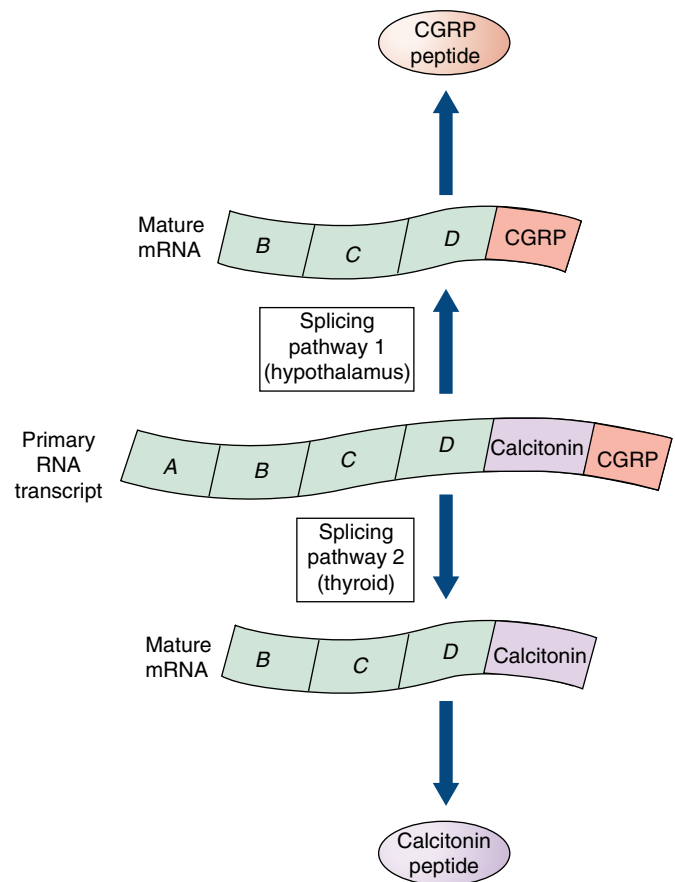 CGRP
peptide
Mature
mRNA
B C D CGRP
Splicing
pathway 1
(hypothalamus)
Primary
RNA
transcript
A B C D Calcitonin CGRP
Splicing
pathway 2
(thyroid)
Mature
mRNA
B C D Calcitonin
Calcitonin
peptide